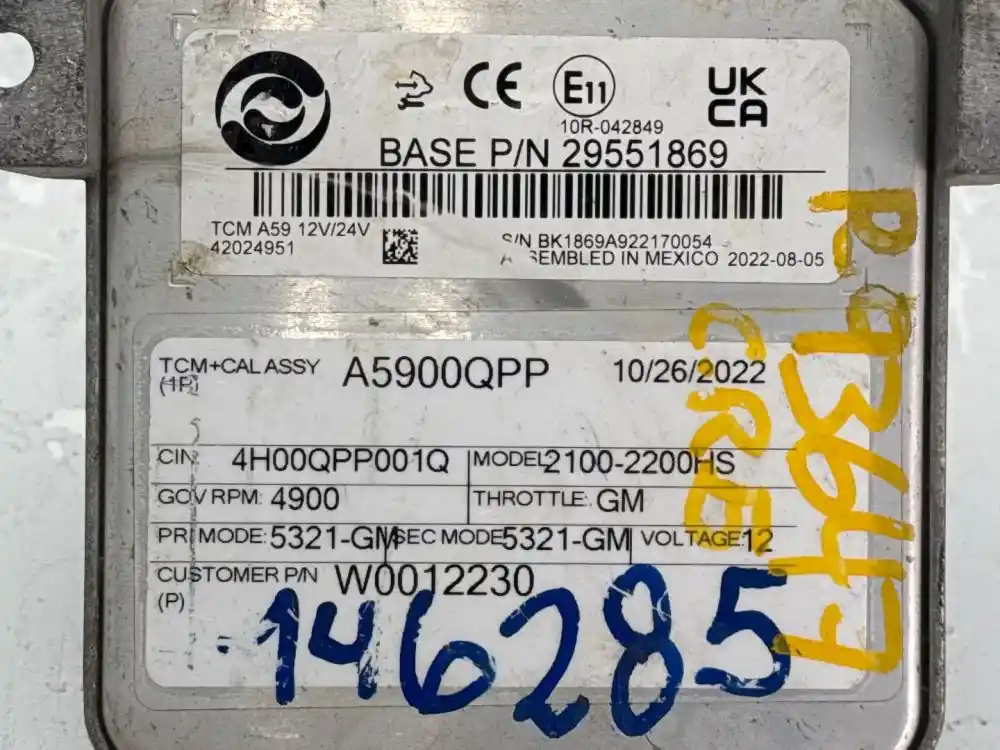 CE E11 UK
CA
10R-042849
BASE P/N 29551869
TCM A59 12V/24V
42024951
S/N BK1869A922170054
ASSEMBLED IN MEXICO 2022-08-05
TCM+CAL ASSY A5900QPP 10/26/2022
(1P)
CIN: 4H00QPP001Q MODEL 2100-2200HS
GOV RPM: 4900 THROTTLE: GM
PRI MODE: 5321-GM SEC MODE 5321-GM VOLTAGE: 12
CUSTOMER P/N W0012230
(P)
146285
CRE